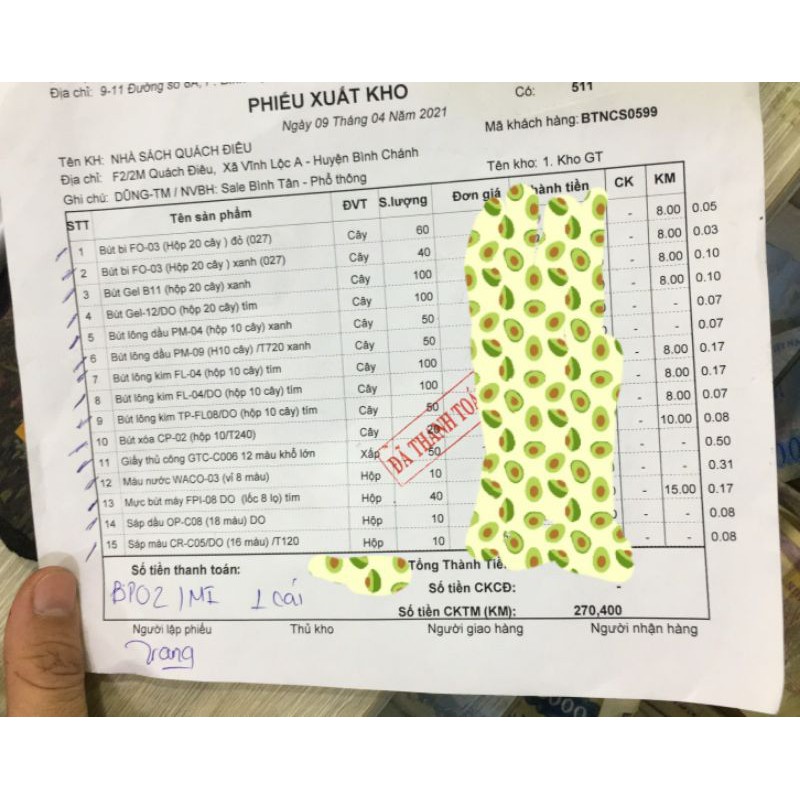 Địa chỉ: 9-11 Đường số
PHIẾU XUẤT KHO
Có: 511
Ngày 09 Tháng 04 Năm 2021
Mã khách hàng: BTNCS0599
Tên KH: NHÀ SÁCH QUÁCH ĐIÊU
Địa chỉ: F2/2M Quách Điêu, Xã Vĩnh Lộc A - Huyện Bình Chánh
Tên kho: 1. Kho GT
Ghi chú: DŨNG-TM / NVBH: Sale Bình Tân - Phổ thông
STT Tên sản phẩm ĐVT S.lượng Đơn giá hành tiền CK KM
1 Bút bi FO-03 (Hộp 20 cây ) đỏ (027) Cây 60 - 8.00 0.05
2 Bút bi FO-03 (Hộp 20 cây ) xanh (027) Cây 40 - 8.00 0.03
3 Bút Gel B11 (hộp 20 cây) xanh Cây 100 - 8.00 0.10
4 Bút Gel-12/DO (hộp 20 cây) tím Cây 100 - 8.00 0.10
5 Bút lông dầu PM-04 (hộp 10 cây) xanh Cây 50 - - 0.07
6 Bút lông dầu PM-09 (H10 cây) /T720 xanh Cây 50 - - 0.07
7 Bút lông kim FL-04 (hộp 10 cây) tím Cây 100 - 8.00 0.17
8 Bút lông kim FL-04/DO (hộp 10 cây) tím Cây 100 - 8.00 0.17
9 Bút lông kim TP-FL08/DO (hộp 10 cây) tím Cây 50 - 8.00 0.07
10 Bút xóa CP-02 (hộp 10/T240) Cây 20 - 10.00 0.08
11 Giấy thủ công GTC-C006 12 màu khổ lớn Xấp 50 - - 0.50
12 Màu nước WACO-03 (vỉ 8 màu) Hộp 10 - - 0.31
13 Mực bút máy FPI-08 DO (lốc 8 lọ) tím Hộp 40 - 15.00 0.17
14 Sáp dầu OP-C08 (18 màu) DO Hộp 10 - - 0.08
15 Sáp màu CR-C05/DO (16 màu) /T120 Hộp 10 - - 0.08
ĐÃ THANH TOÁ
Số tiền thanh toán: Tổng Thành Tiề
BP02 /MI 1 cái
Số tiền CKCĐ: -
Số tiền CKTM (KM): 270,400
Người lập phiếu Thủ kho Người giao hàng Người nhận hàng
Trang